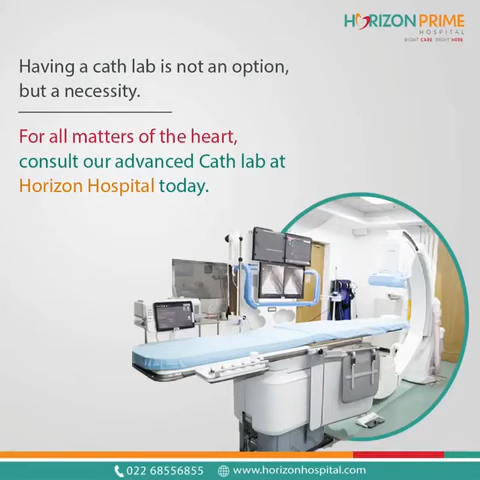 HORIZON PRIME
HOSPITAL
RIGHT CARE. RIGHT HERE
Having a cath lab is not an option,
but a necessity.
For all matters of the heart,
consult our advanced Cath lab at
Horizon Hospital today.
022 68556855 www.horizonhospital.com